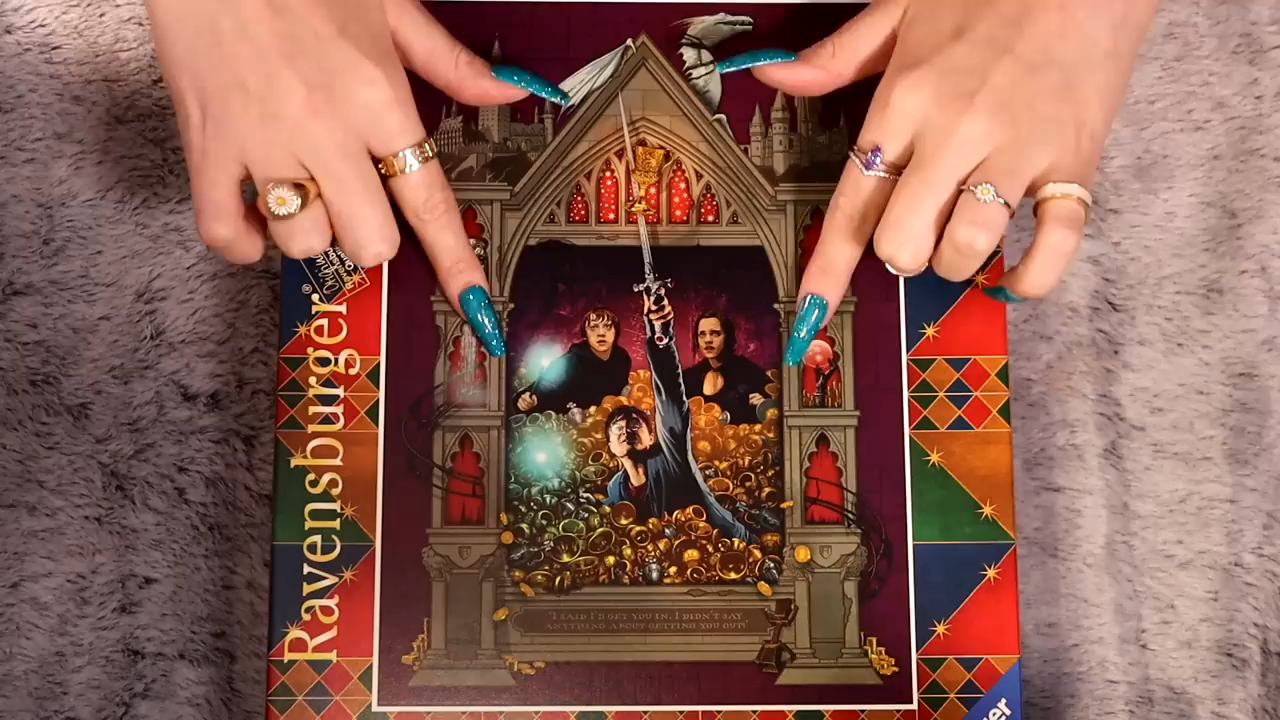 Ravensburger®
"I SAID I'D GET YOU IN, I DIDN'T SAY
ANYTHING ABOUT GETTING YOU OUT!"